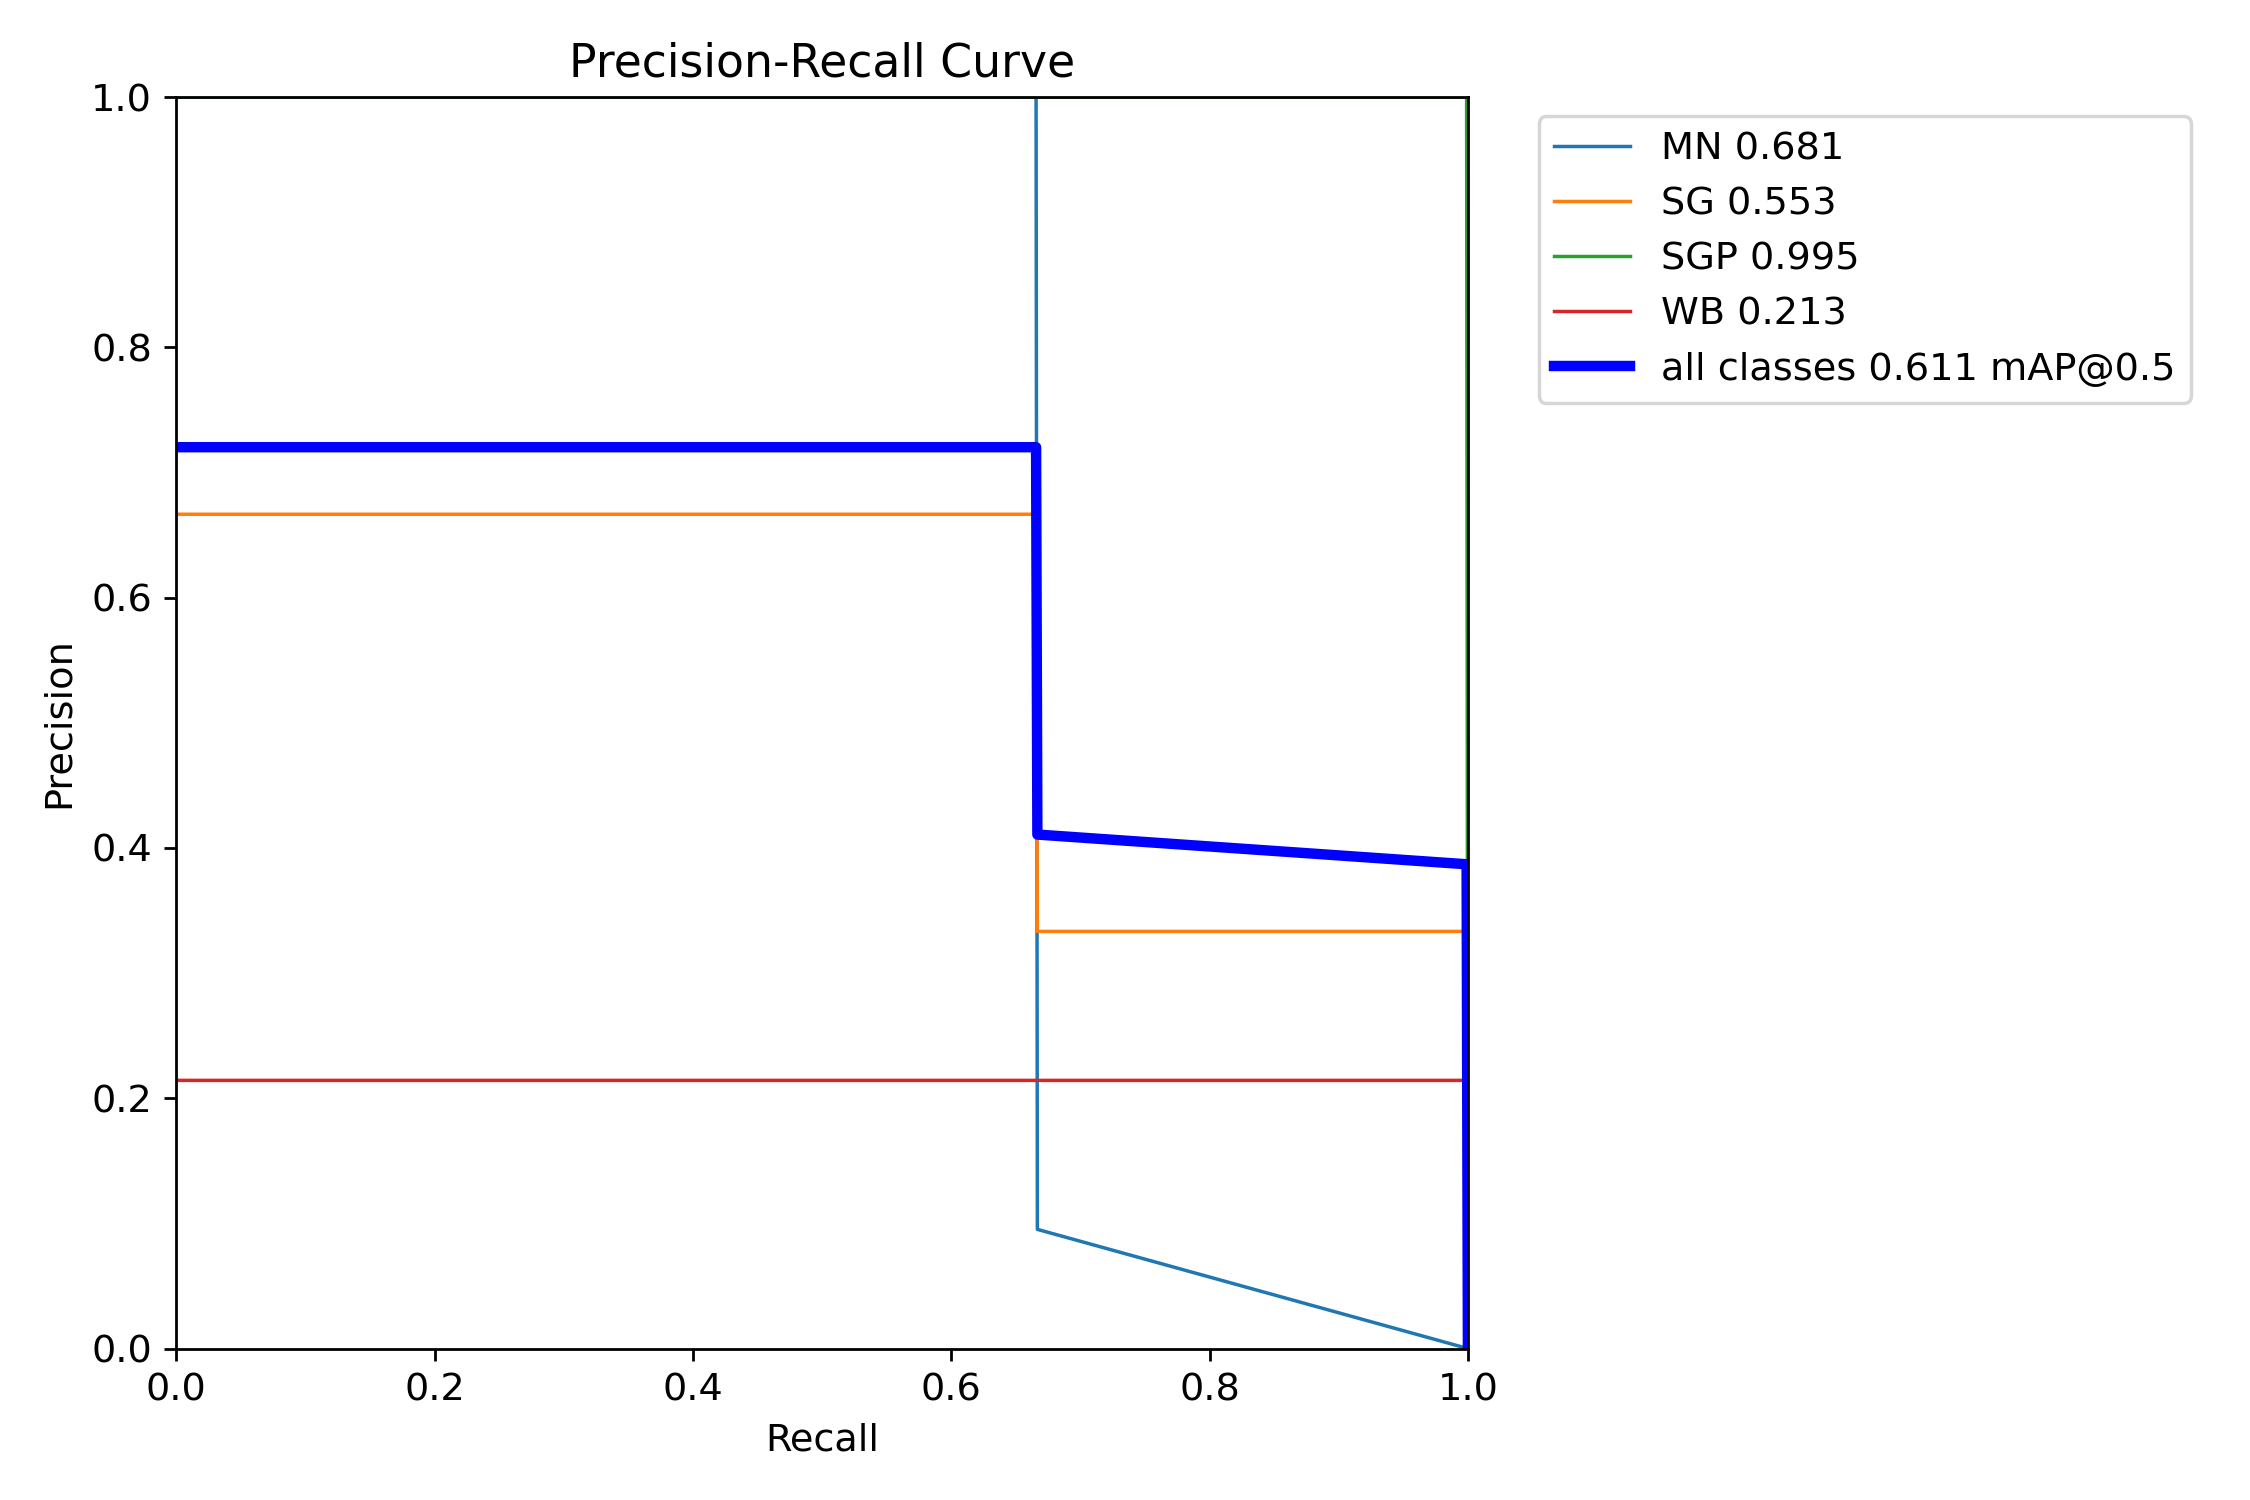 Precision-Recall Curve
1.0
0.8
0.6
0.4
0.2
0.0
Precision
0.0 0.2 0.4 0.6 0.8 1.0
Recall
MN 0.681
SG 0.553
SGP 0.995
WB 0.213
all classes 0.611 mAP@0.5